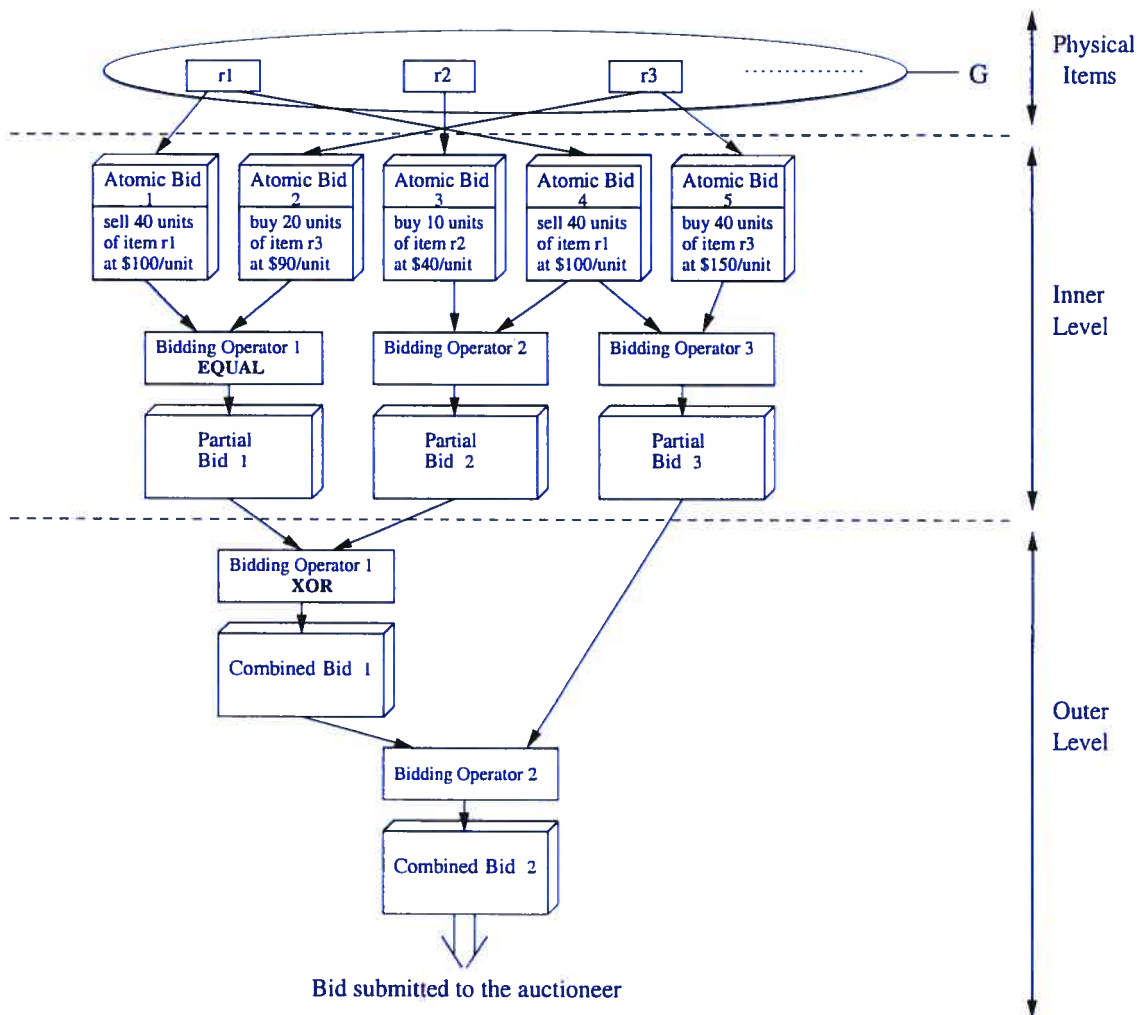 Physical
Items
r1
r2
r3
G
Atomic Bid
1
sell 40 units
of item r1
at $100/unit
Atomic Bid
2
buy 20 units
of item r3
at $90/unit
Atomic Bid
3
buy 10 units
of item r2
at $40/unit
Atomic Bid
4
sell 40 units
of item r1
at $100/unit
Atomic Bid
5
buy 40 units
of item r3
at $150/unit
Inner
Level
Bidding Operator 1
EQUAL
Bidding Operator 2
Bidding Operator 3
Partial
Bid 1
Partial
Bid 2
Partial
Bid 3
Bidding Operator 1
XOR
Combined Bid 1
Outer
Level
Bidding Operator 2
Combined Bid 2
Bid submitted to the auctioneer